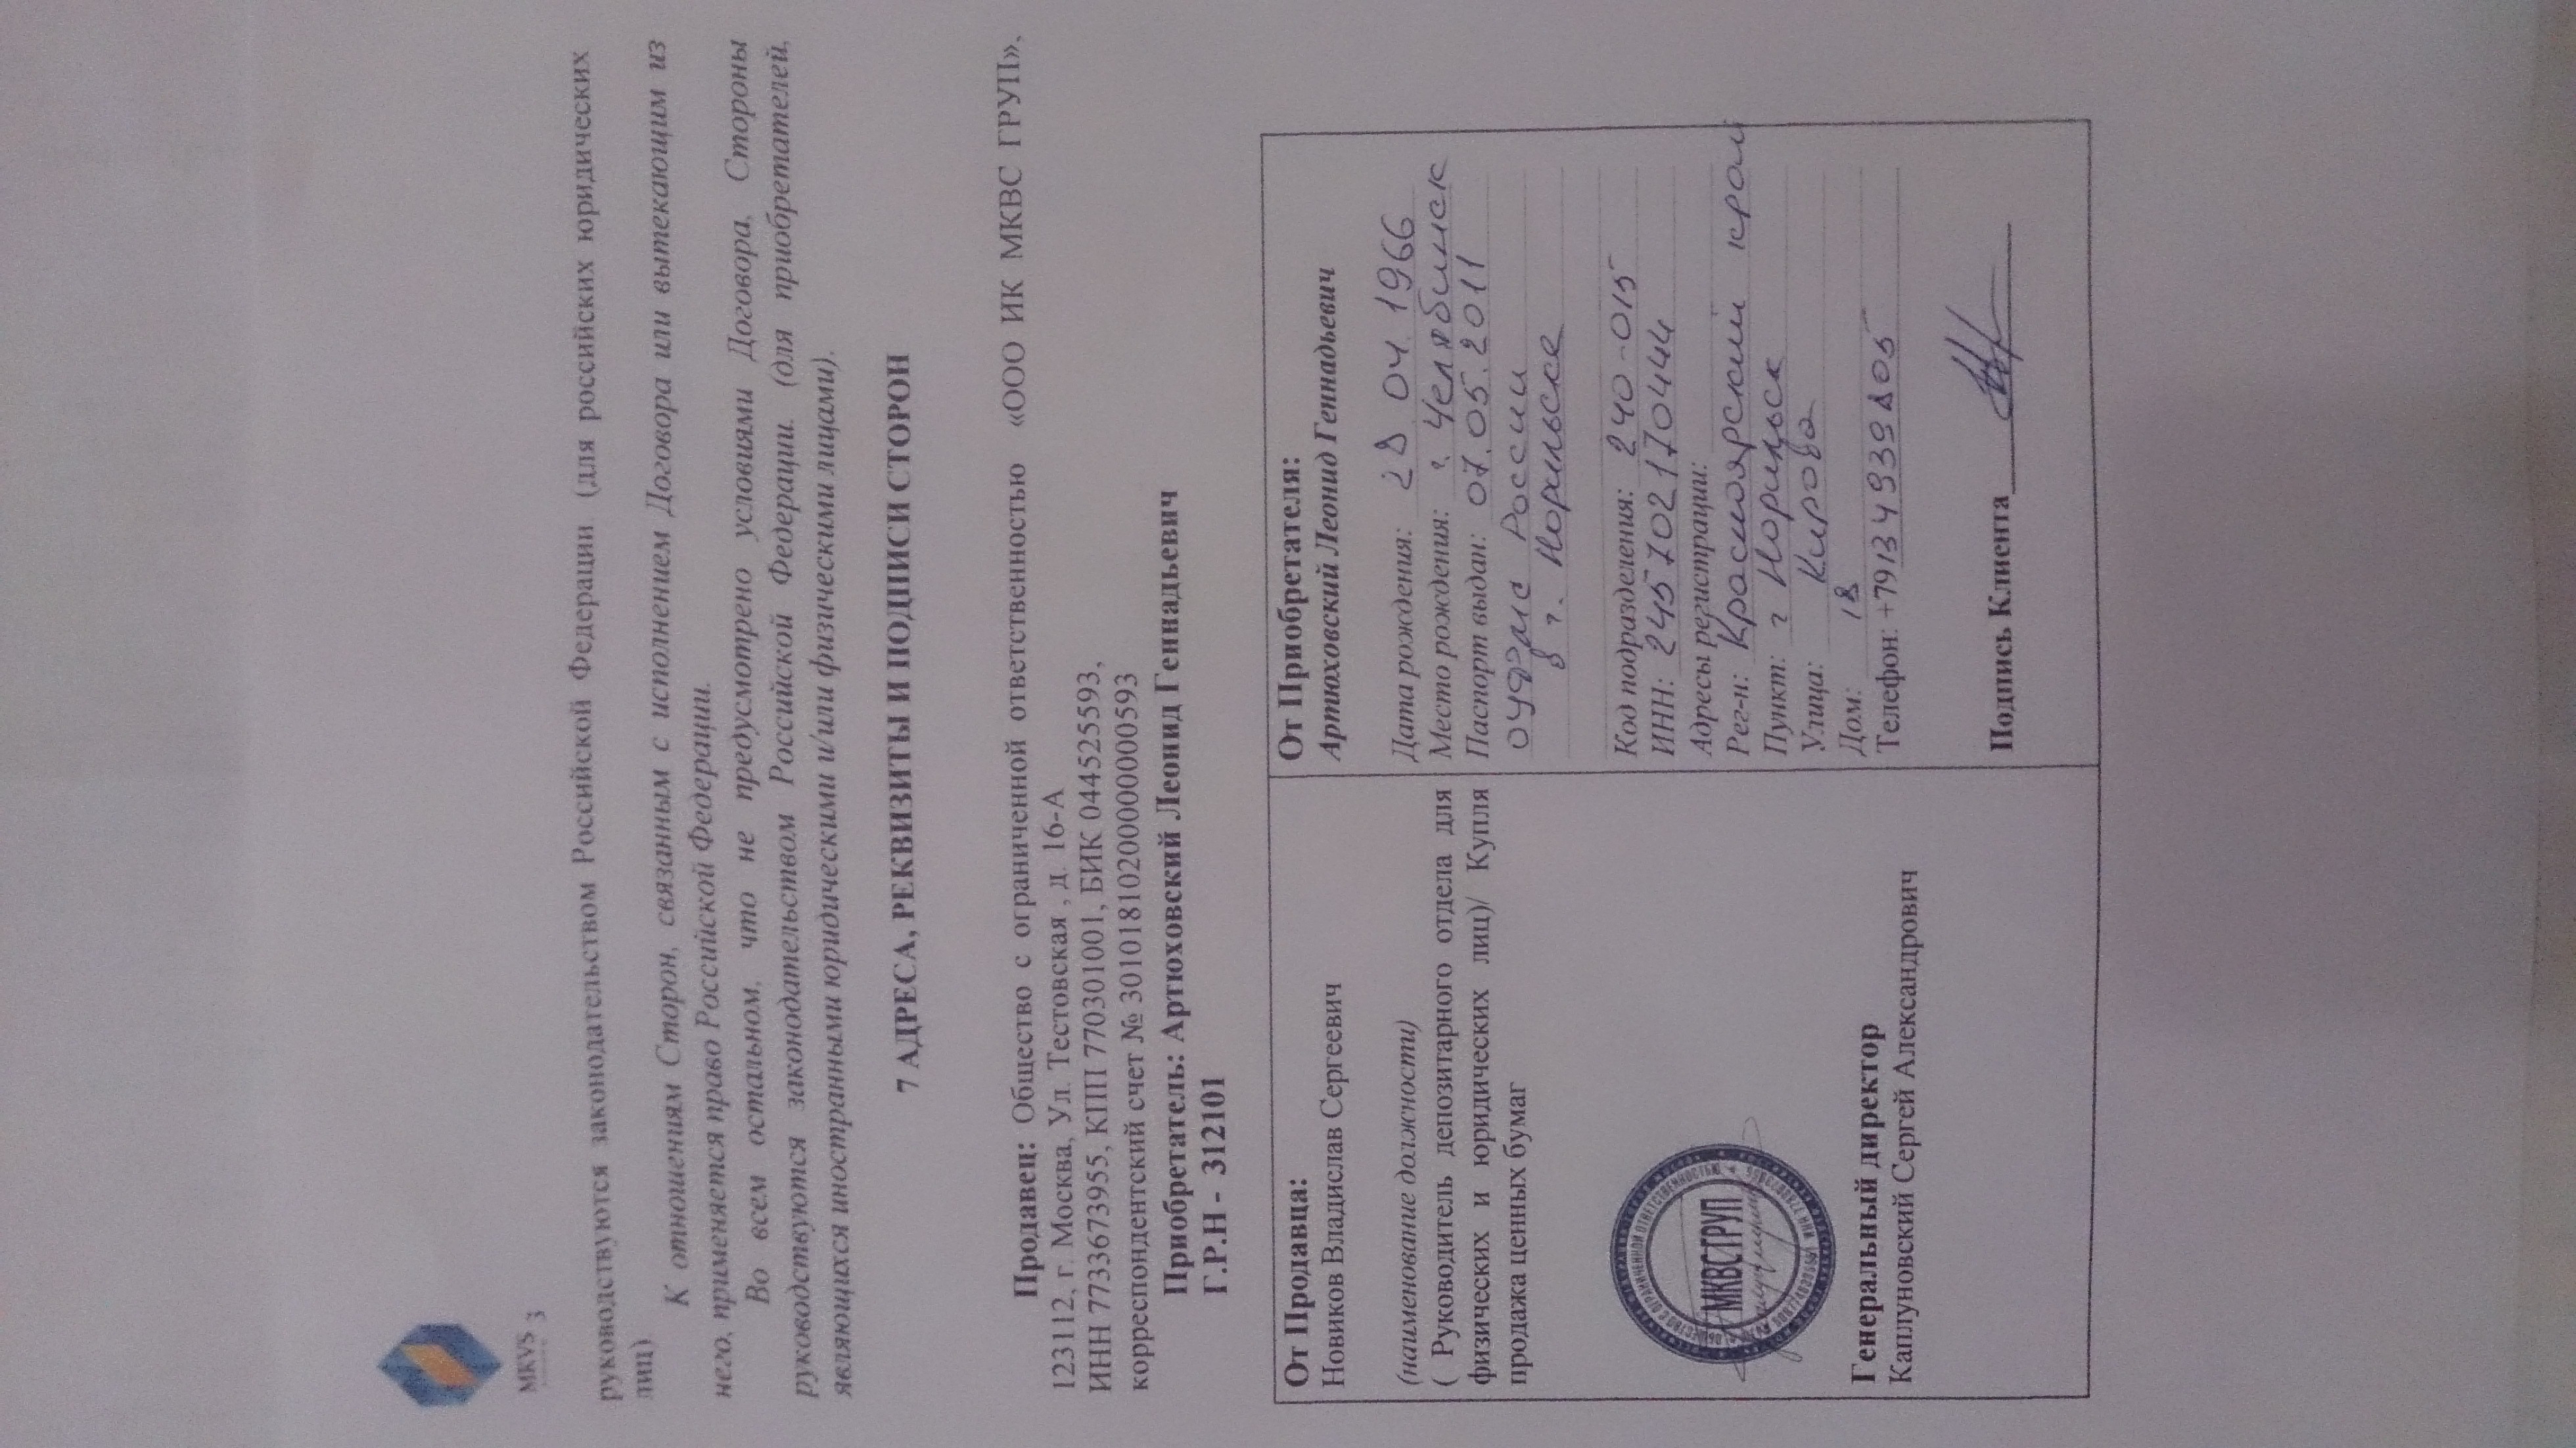 MKVS 3
руководствуются законодательством Российской Федерации. (для российских юридических
лиц)
К отношениям Сторон, связанным с исполнением Договора или вытекающим из
него, применяется право Российской Федерации.
Во всем остальном, что не предусмотрено условиями Договора, Стороны
руководствуются законодательством Российской Федерации. (для приобретателей,
являющихся иностранными юридическими и/или физическими лицами).
7 АДРЕСА, РЕКВИЗИТЫ И ПОДПИСИ СТОРОН
Продавец: Общество с ограниченной ответственностью «ООО ИК МКВС ГРУП»,
123112, г. Москва, Ул. Тестовская , д. 16-А
ИНН 7733673955, КПП 770301001, БИК 044525593,
корреспондентский счет № 30101810200000000593
Приобретатель: Артюховский Леонид Геннадьевич
Г.Р.Н - 312101
От Продавца:
Новиков Владислав Сергеевич
(наименование должности)
( Руководитель депозитарного отдела для
физических и юридических лиц)/ Купля
продажа ценных бумаг
ОБЩЕСТВО С ОГРАНИЧЕННОЙ ОТВЕТСТВЕННОСТЬЮ
МКВС ГРУП
Генеральный директор
Каплуновский Сергей Александрович
От Приобретателя:
Артюховский Леонид Геннадьевич
Дата рождения: 28.04.1966
Место рождения: г. Челябинск
Паспорт выдан: 07.05.2011
ОУФМС России
в г. Норильске
Код подразделения: 240-015
ИНН: 245702170444
Адресы регистрации:
Рег-н: Красноярский край
Пункт: г Норильск
Улица: Кирова
Дом: 18
Телефон: +79134939805
Подпись Клиента